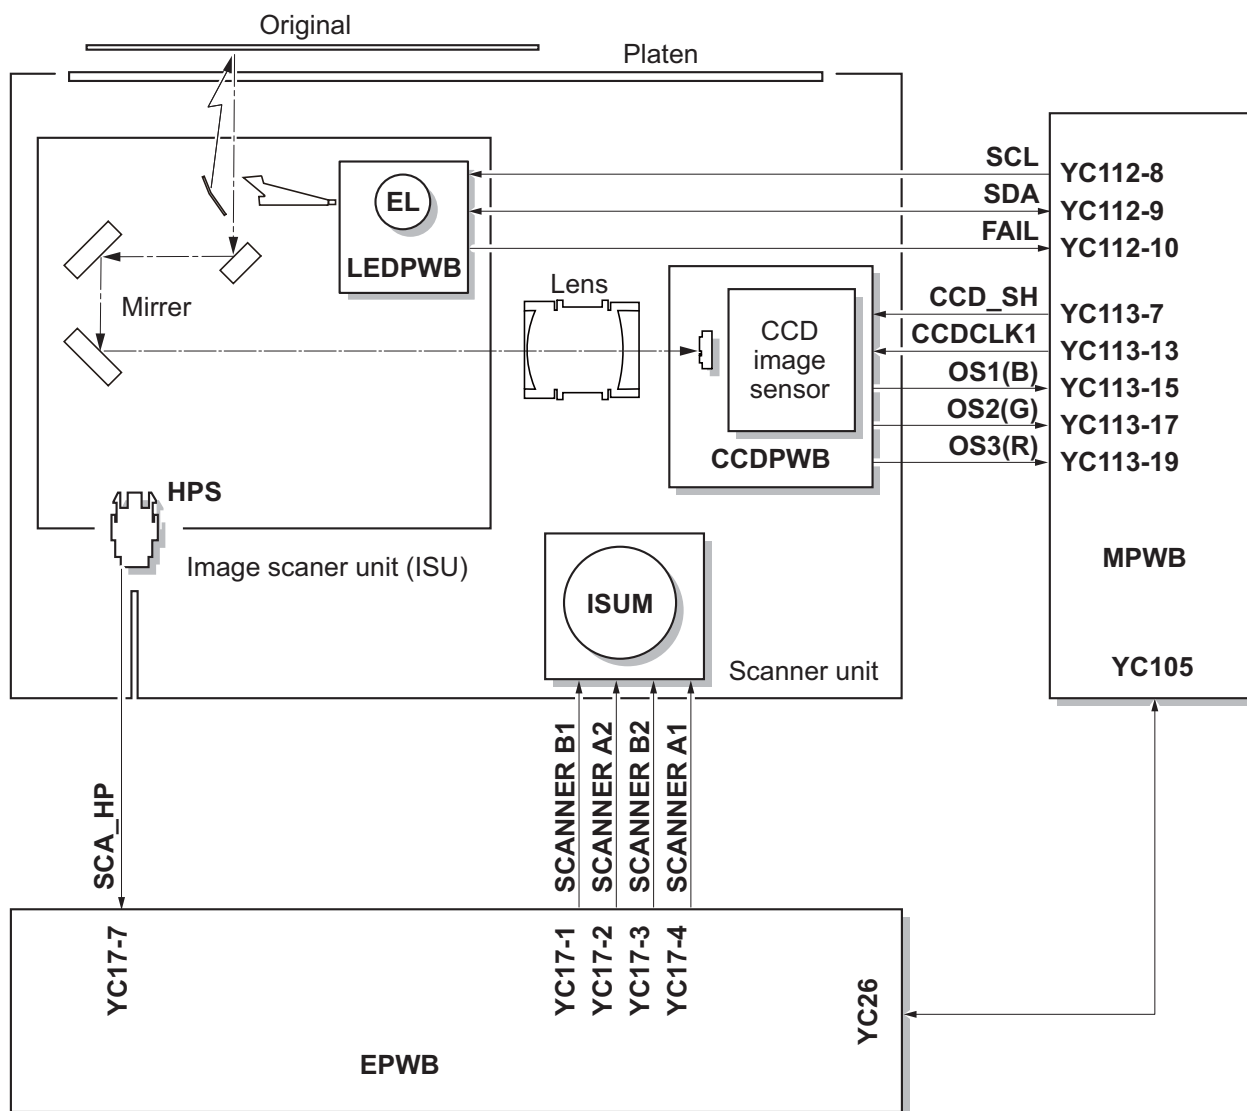 Original
Platen
SCL
YC112-8
SDA
YC112-9
EL
FAIL
YC112-10
LEDPWB
Lens
Mirrer
CCD_SH
YC113-7
CCD
image
sensor
CCDCLK1
YC113-13
OS1(B)
YC113-15
OS2(G)
YC113-17
OS3(R)
YC113-19
CCDPWB
HPS
Image scaner unit (ISU)
MPWB
ISUM
Scanner unit
YC105
SCA_HP
SCANNER B1
SCANNER A2
SCANNER B2
SCANNER A1
YC17-7
YC17-1
YC17-2
YC17-3
YC17-4
YC26
EPWB